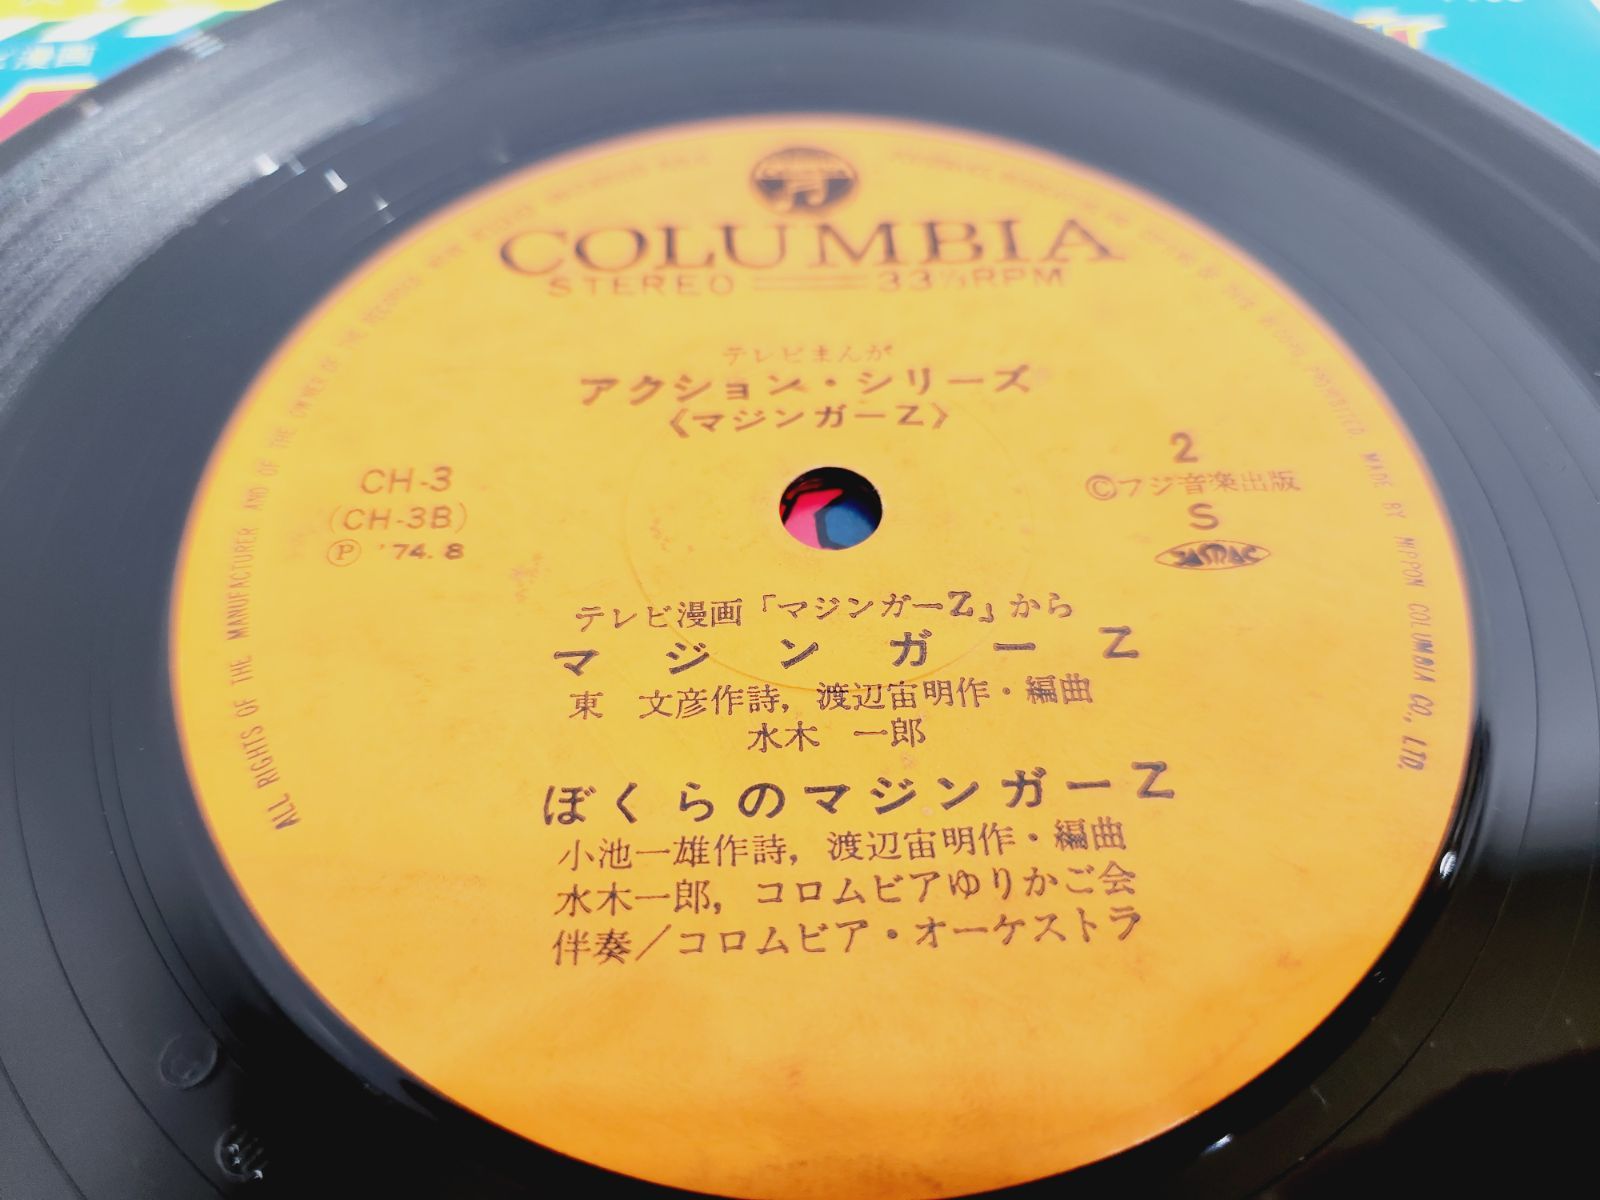 ビ漫画
COLUMBIA
STEREO 33⅓RPM
テレビまんが
アクション・シリーズ
《マジンガーZ》
CH-3
(CH-3B)
Ⓟ '74.8
2
©フジ音楽出版
S
JASRAC
テレビ漫画「マジンガーZ」から
マジンガーZ
東 文彦作詩, 渡辺宙明作・編曲
水木 一郎
ぼくらのマジンガーZ
小池一雄作詩, 渡辺宙明作・編曲
水木一郎, コロムビアゆりかご会
伴奏/コロムビア・オーケストラ
ALL RIGHTS OF THE MANUFACTURER AND OF THE OWNER OF THE RECORDED
PROHIBITED MADE BY NIPPON COLUMBIA CO., LTD.